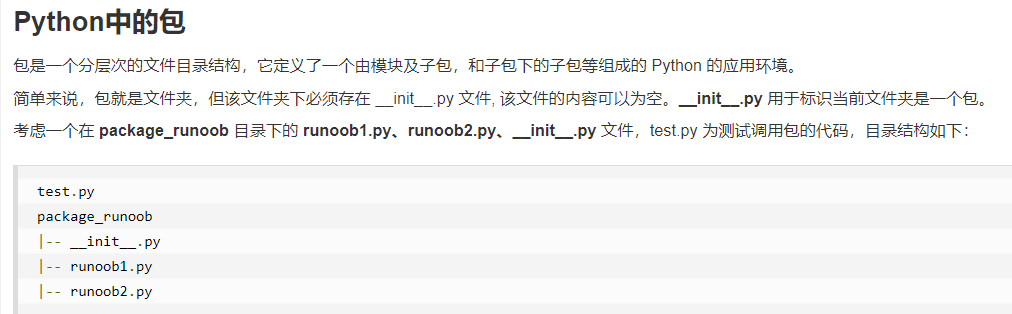 Python中的包
包是一个分层次的文件目录结构，它定义了一个由模块及子包，和子包下的子包等组成的 Python 的应用环境。
简单来说，包就是文件夹，但该文件夹下必须存在 __init__.py 文件, 该文件的内容可以为空。__init__.py 用于标识当前文件夹是一个包。
考虑一个在 package_runoob 目录下的 runoob1.py、runoob2.py、__init__.py 文件，test.py 为测试调用包的代码，目录结构如下：
test.py
package_runoob
|-- __init__.py
|-- runoob1.py
|-- runoob2.py